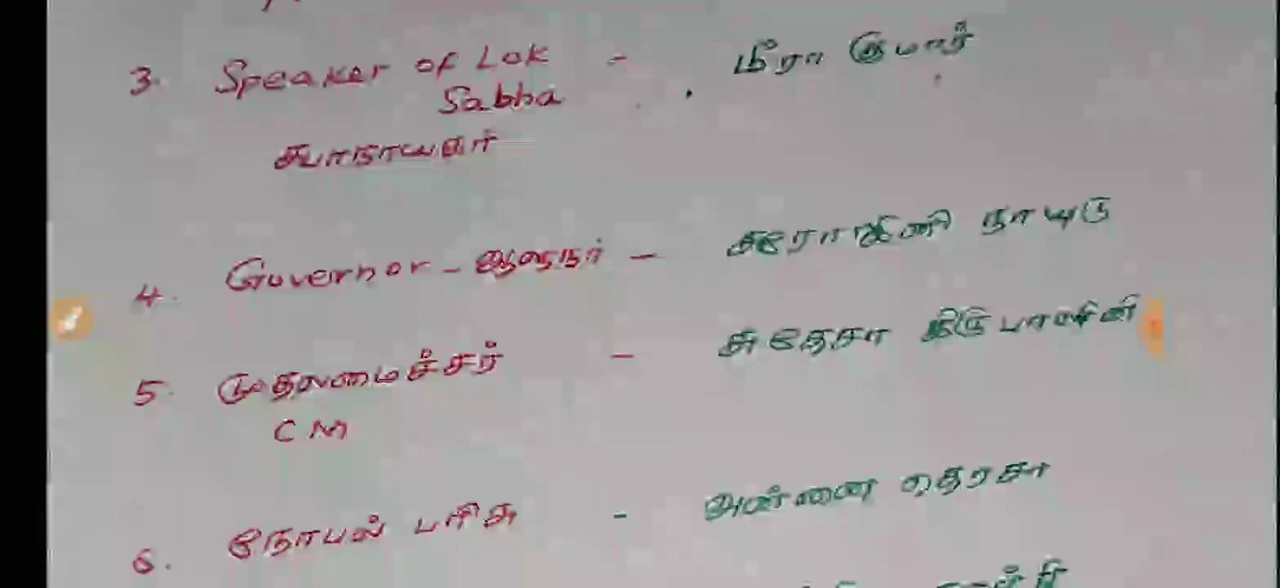 3. Speaker of Lok - மீரா குமார்
Sabha
சபாநாயகர்
4. Governor - ஆளுநர் - சரோஜினி நாயுடு
5. முதலமைச்சர் - சுதேசா கிருபாளினி
CM
6. நோபல் பரிசு - அன்னை தெரசா